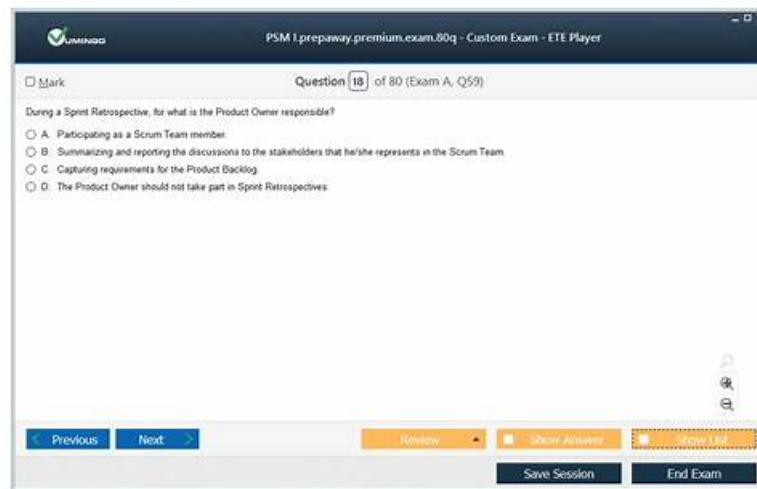 VUMINGO
PSM I.prepaway.premium.exam.80q - Custom Exam - ETE Player
Mark
Question 18 of 80 (Exam A, Q59)
During a Sprint Retrospective, for what is the Product Owner responsible?
A. Participating as a Scrum Team member.
B. Summarizing and reporting the discussions to the stakeholders that he/she represents in the Scrum Team.
C. Capturing requirements for the Product Backlog.
D. The Product Owner should not take part in Sprint Retrospectives.
Previous Next Review Show Answer Show List
Save Session End Exam